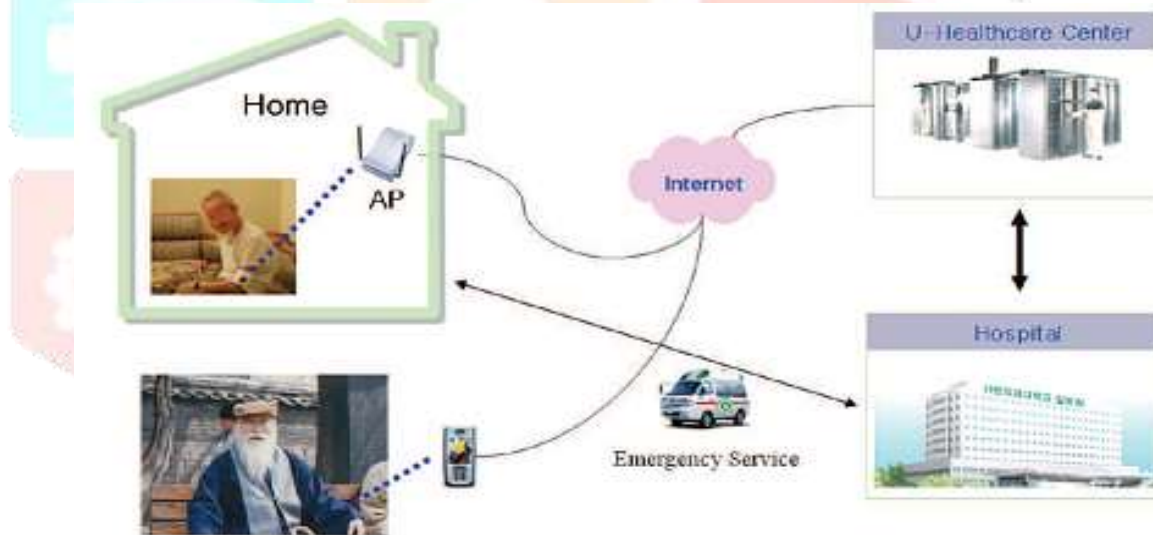 U-Healthcare Center
Home
AP
Internet
Hospital
Emergency Service